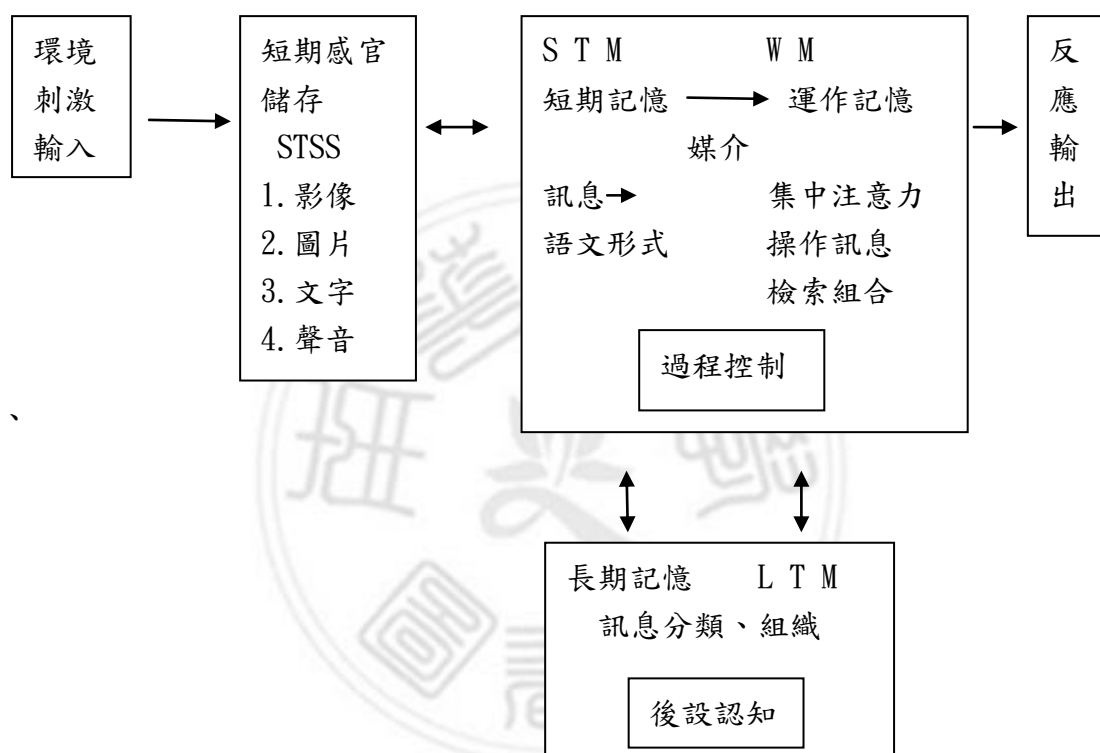 環境
刺激
輸入
短期感官
儲存
STSS
1.影像
2.圖片
3.文字
4.聲音
S T M W M
短期記憶 運作記憶
媒介
訊息 集中注意力
語文形式 操作訊息
檢索組合
過程控制
反
應
輸
出
、
長期記憶 L T M
訊息分類、組織
後設認知